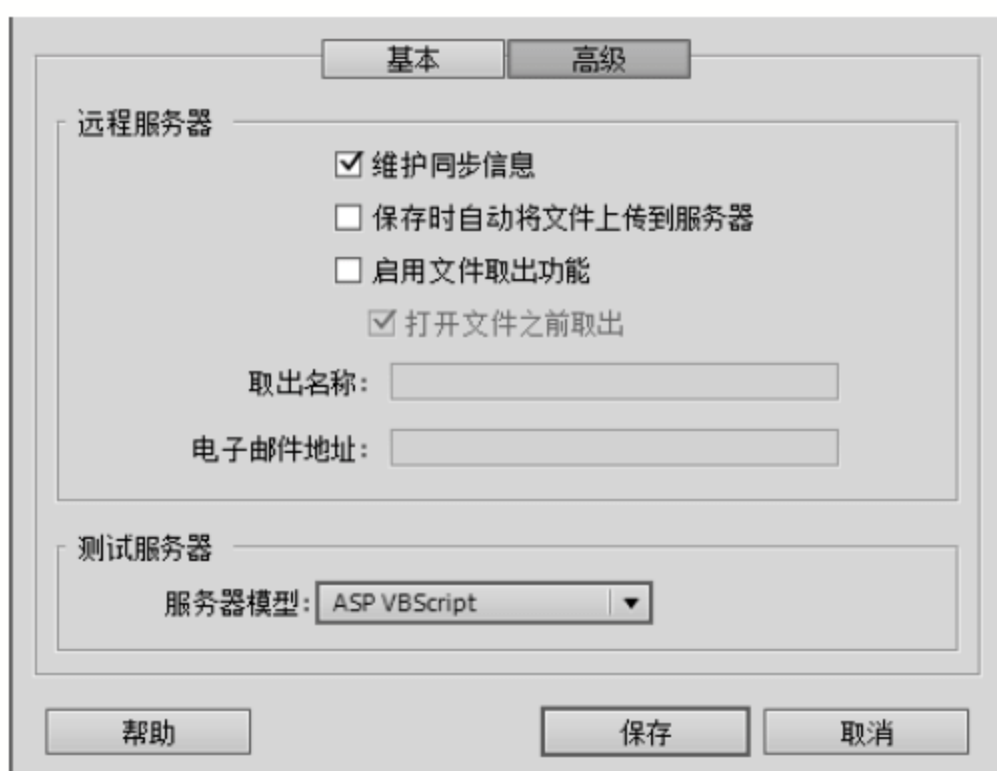 基本 高级
远程服务器
维护同步信息
保存时自动将文件上传到服务器
启用文件取出功能
打开文件之前取出
取出名称:
电子邮件地址:
测试服务器
服务器模型: ASP VBScript
帮助 保存 取消